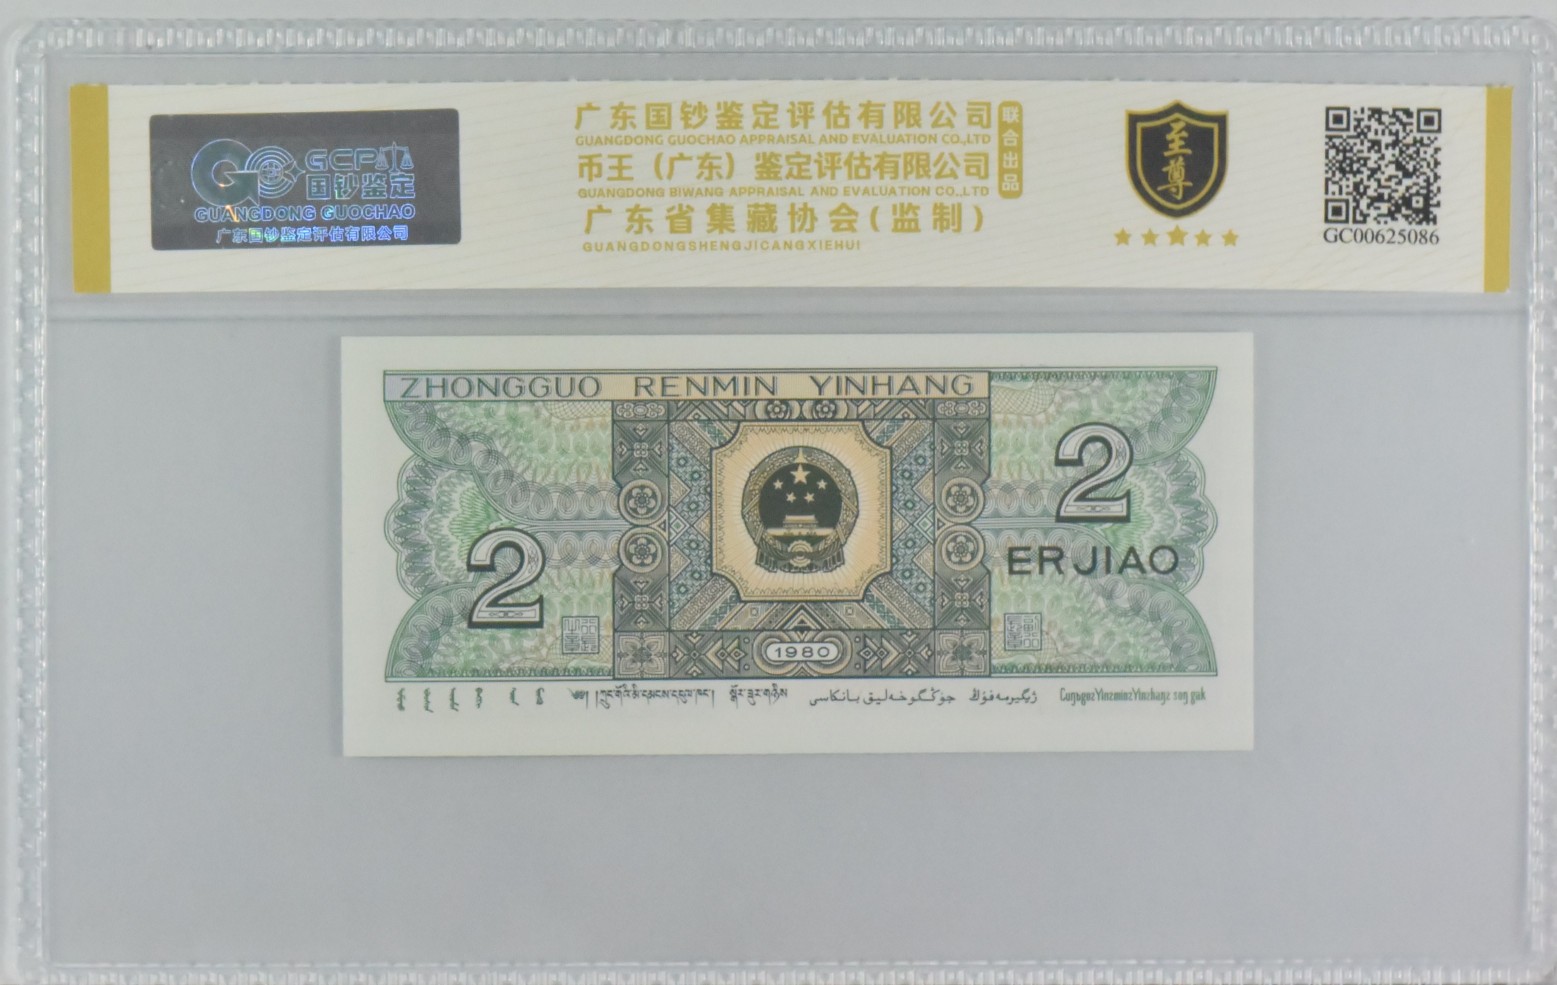 GCPA
国钞鉴定
GUANGDONG GUOCHAO
广东国钞鉴定评估有限公司
广东国钞鉴定评估有限公司
GUANGDONG GUOCHAO APPRAISAL AND EVALUATION CO.,LTD
币王（广东）鉴定评估有限公司
GUANGDONG BIWANG APPRAISAL AND EVALUATION CO.,LTD
广东省集藏协会(监制)
GUANGDONGSHENGJICANGXIEHUI
联合出品
至尊
GC00625086
ZHONGGUO RENMIN YINHANG
2
ERJIAO
2
1980